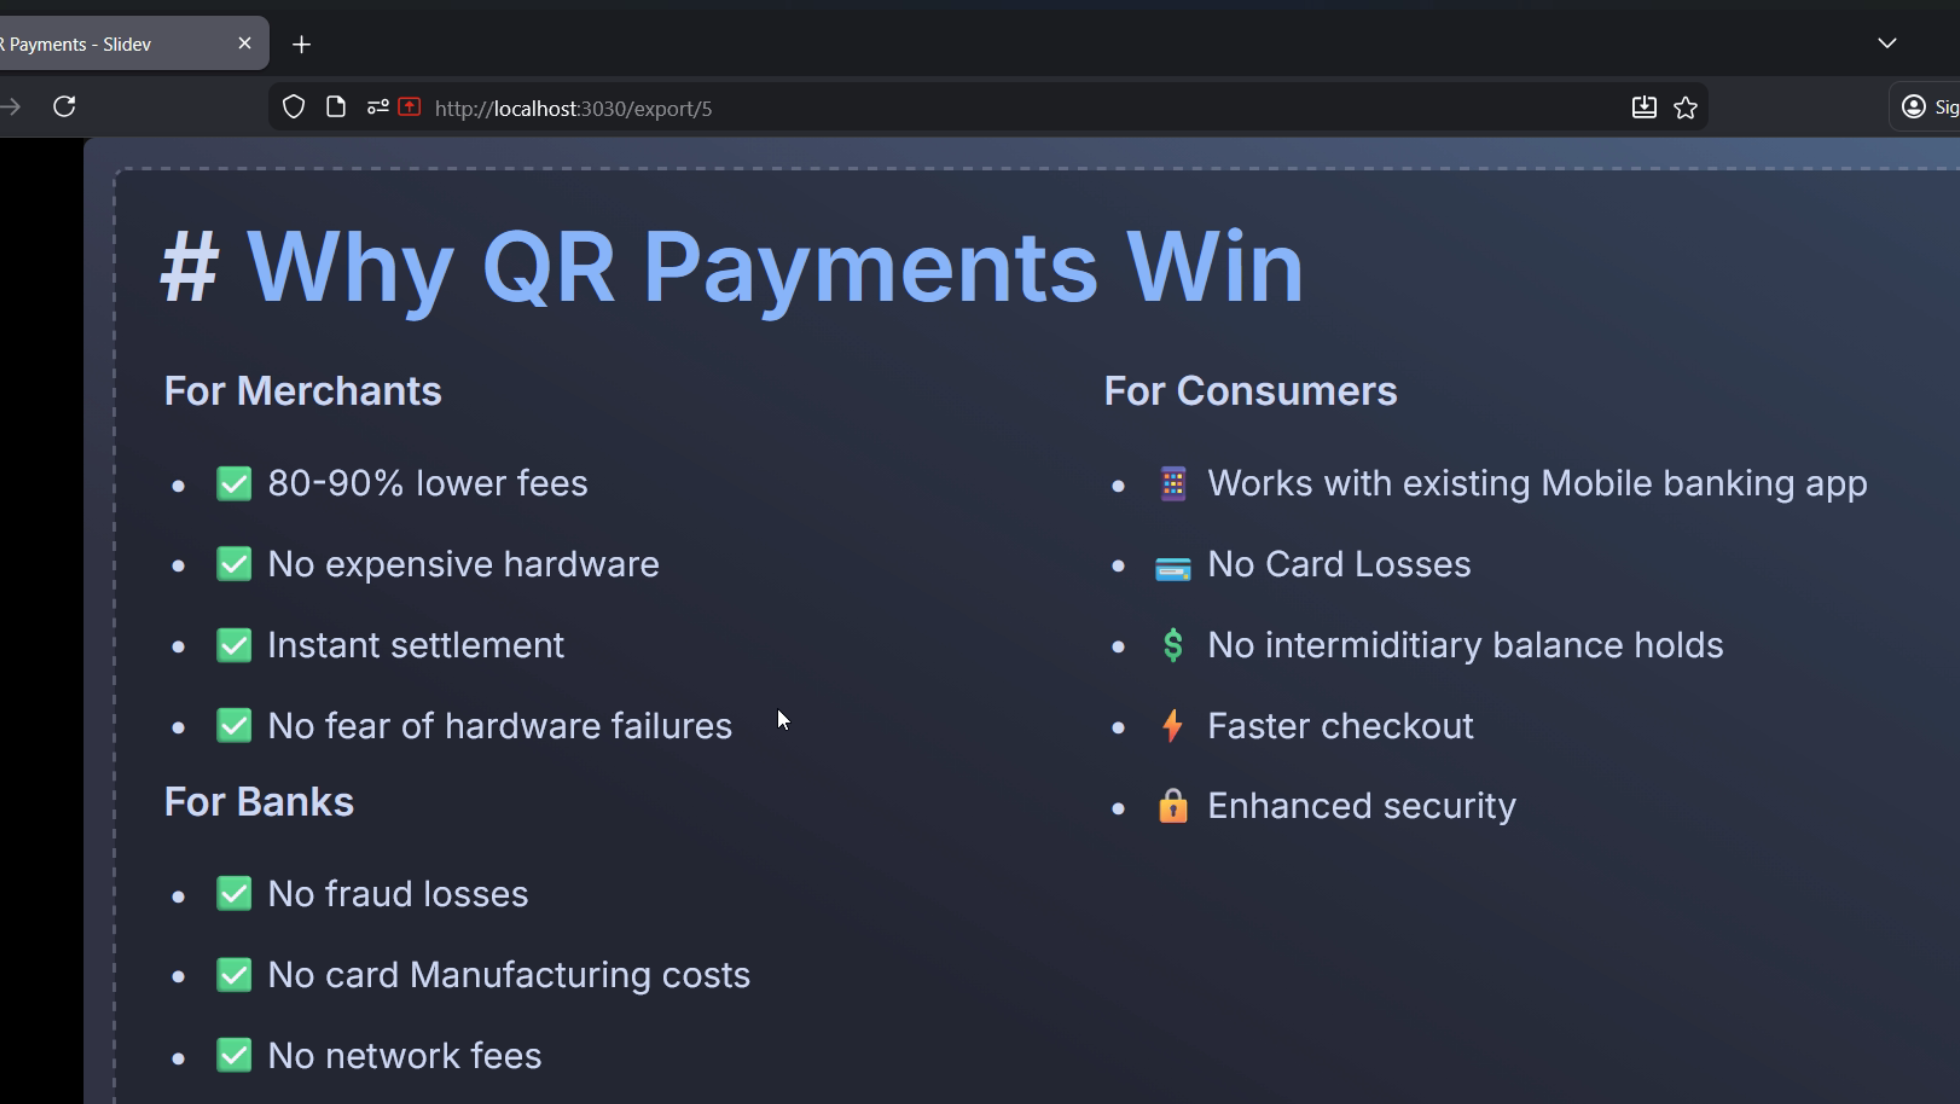 R Payments - Slidev
http://localhost:3030/export/5
Sig
# Why QR Payments Win
For Merchants
✅ 80-90% lower fees
✅ No expensive hardware
✅ Instant settlement
✅ No fear of hardware failures
For Banks
✅ No fraud losses
✅ No card Manufacturing costs
✅ No network fees
For Consumers
Works with existing Mobile banking app
No Card Losses
No intermiditiary balance holds
Faster checkout
Enhanced security